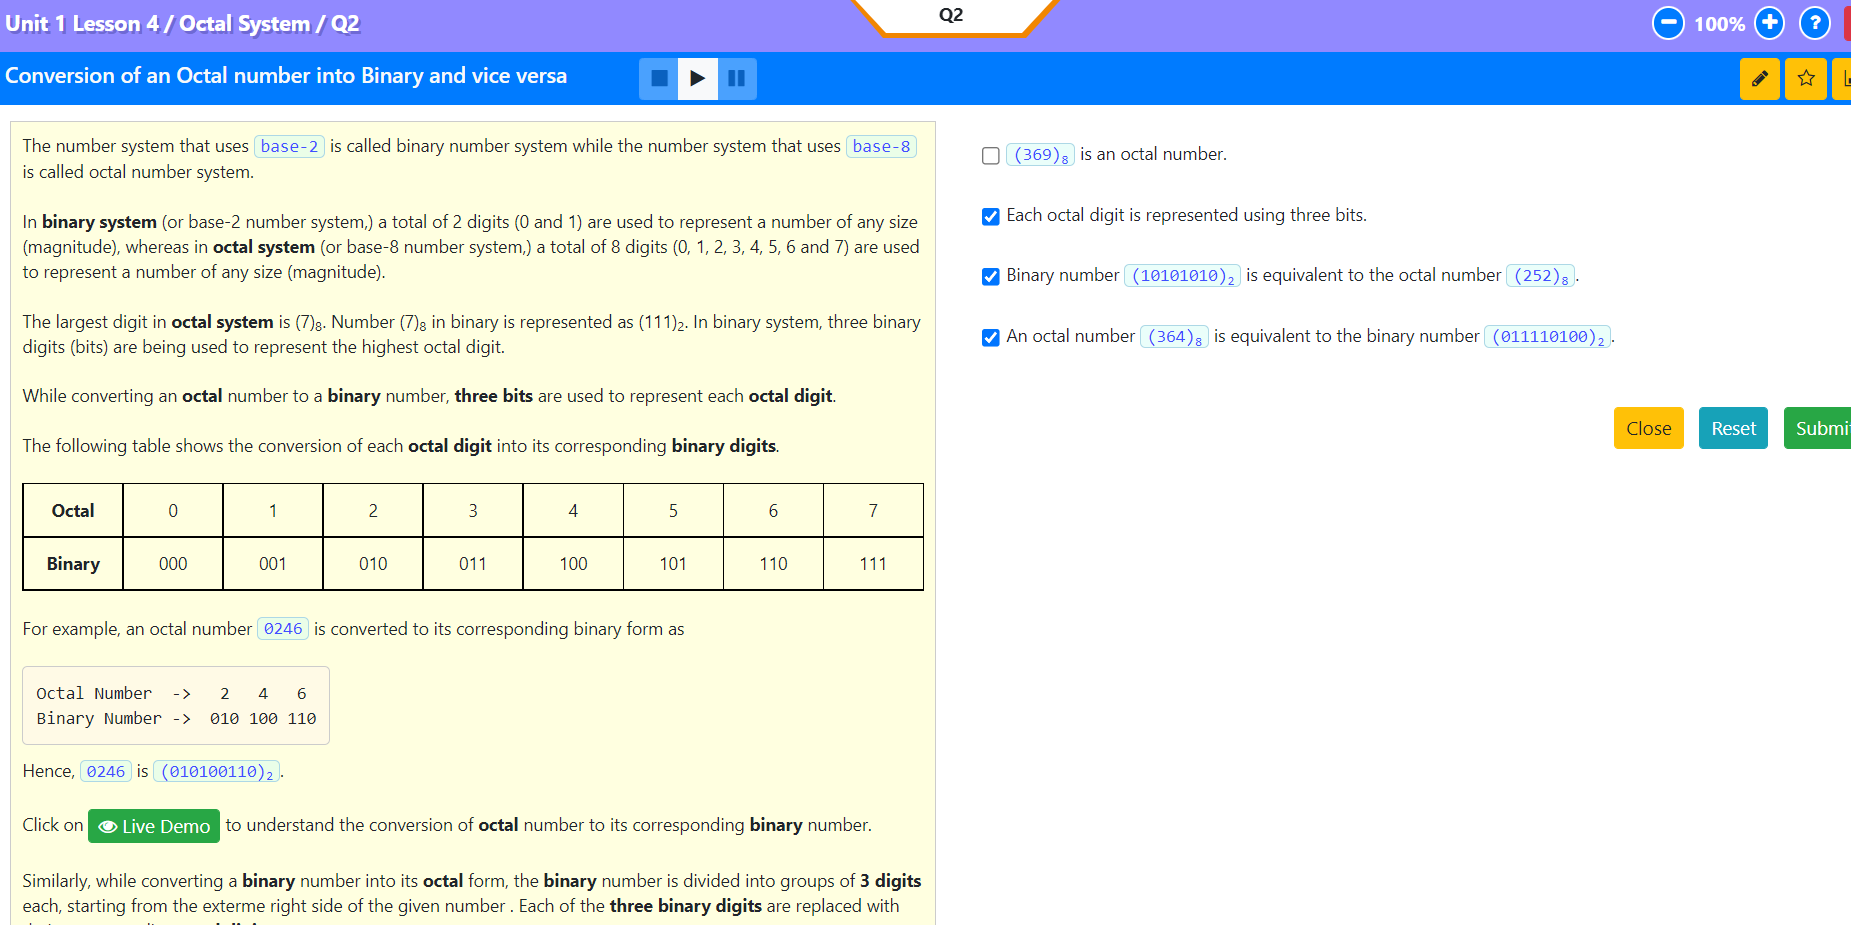 Unit 1 Lesson 4 / Octal System / Q2
Q2
100%
?
Conversion of an Octal number into Binary and vice versa
The number system that uses base-2 is called binary number system while the number system that uses base-8
is called octal number system.
In binary system (or base-2 number system,) a total of 2 digits (0 and 1) are used to represent a number of any size
(magnitude), whereas in octal system (or base-8 number system,) a total of 8 digits (0, 1, 2, 3, 4, 5, 6 and 7) are used
to represent a number of any size (magnitude).
The largest digit in octal system is (7)₈. Number (7)₈ in binary is represented as (111)₂. In binary system, three binary
digits (bits) are being used to represent the highest octal digit.
While converting an octal number to a binary number, three bits are used to represent each octal digit.
The following table shows the conversion of each octal digit into its corresponding binary digits.
Octal 0 1 2 3 4 5 6 7
Binary 000 001 010 011 100 101 110 111
For example, an octal number 0246 is converted to its corresponding binary form as
Octal Number -> 2 4 6
Binary Number -> 010 100 110
Hence, 0246 is (010100110)₂.
Click on Live Demo to understand the conversion of octal number to its corresponding binary number.
Similarly, while converting a binary number into its octal form, the binary number is divided into groups of 3 digits
each, starting from the exterme right side of the given number . Each of the three binary digits are replaced with
(369)₈ is an octal number.
Each octal digit is represented using three bits.
Binary number (10101010)₂ is equivalent to the octal number (252)₈.
An octal number (364)₈ is equivalent to the binary number (011110100)₂.
Close
Reset
Submi